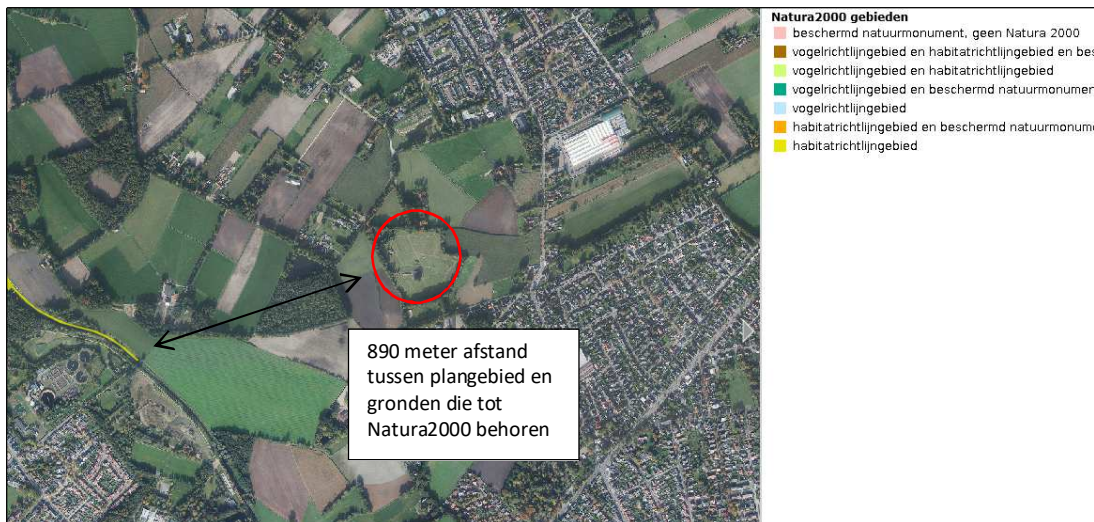 Natura2000 gebieden
beschermd natuurmonument, geen Natura 2000
vogelrichtlijngebied en habitatrichtlijngebied en bes
vogelrichtlijngebied en habitatrichtlijngebied
vogelrichtlijngebied en beschermd natuurmonumen
vogelrichtlijngebied
habitatrichtlijngebied en beschermd natuurmonume
habitatrichtlijngebied
890 meter afstand
tussen plangebied en
gronden die tot
Natura2000 behoren